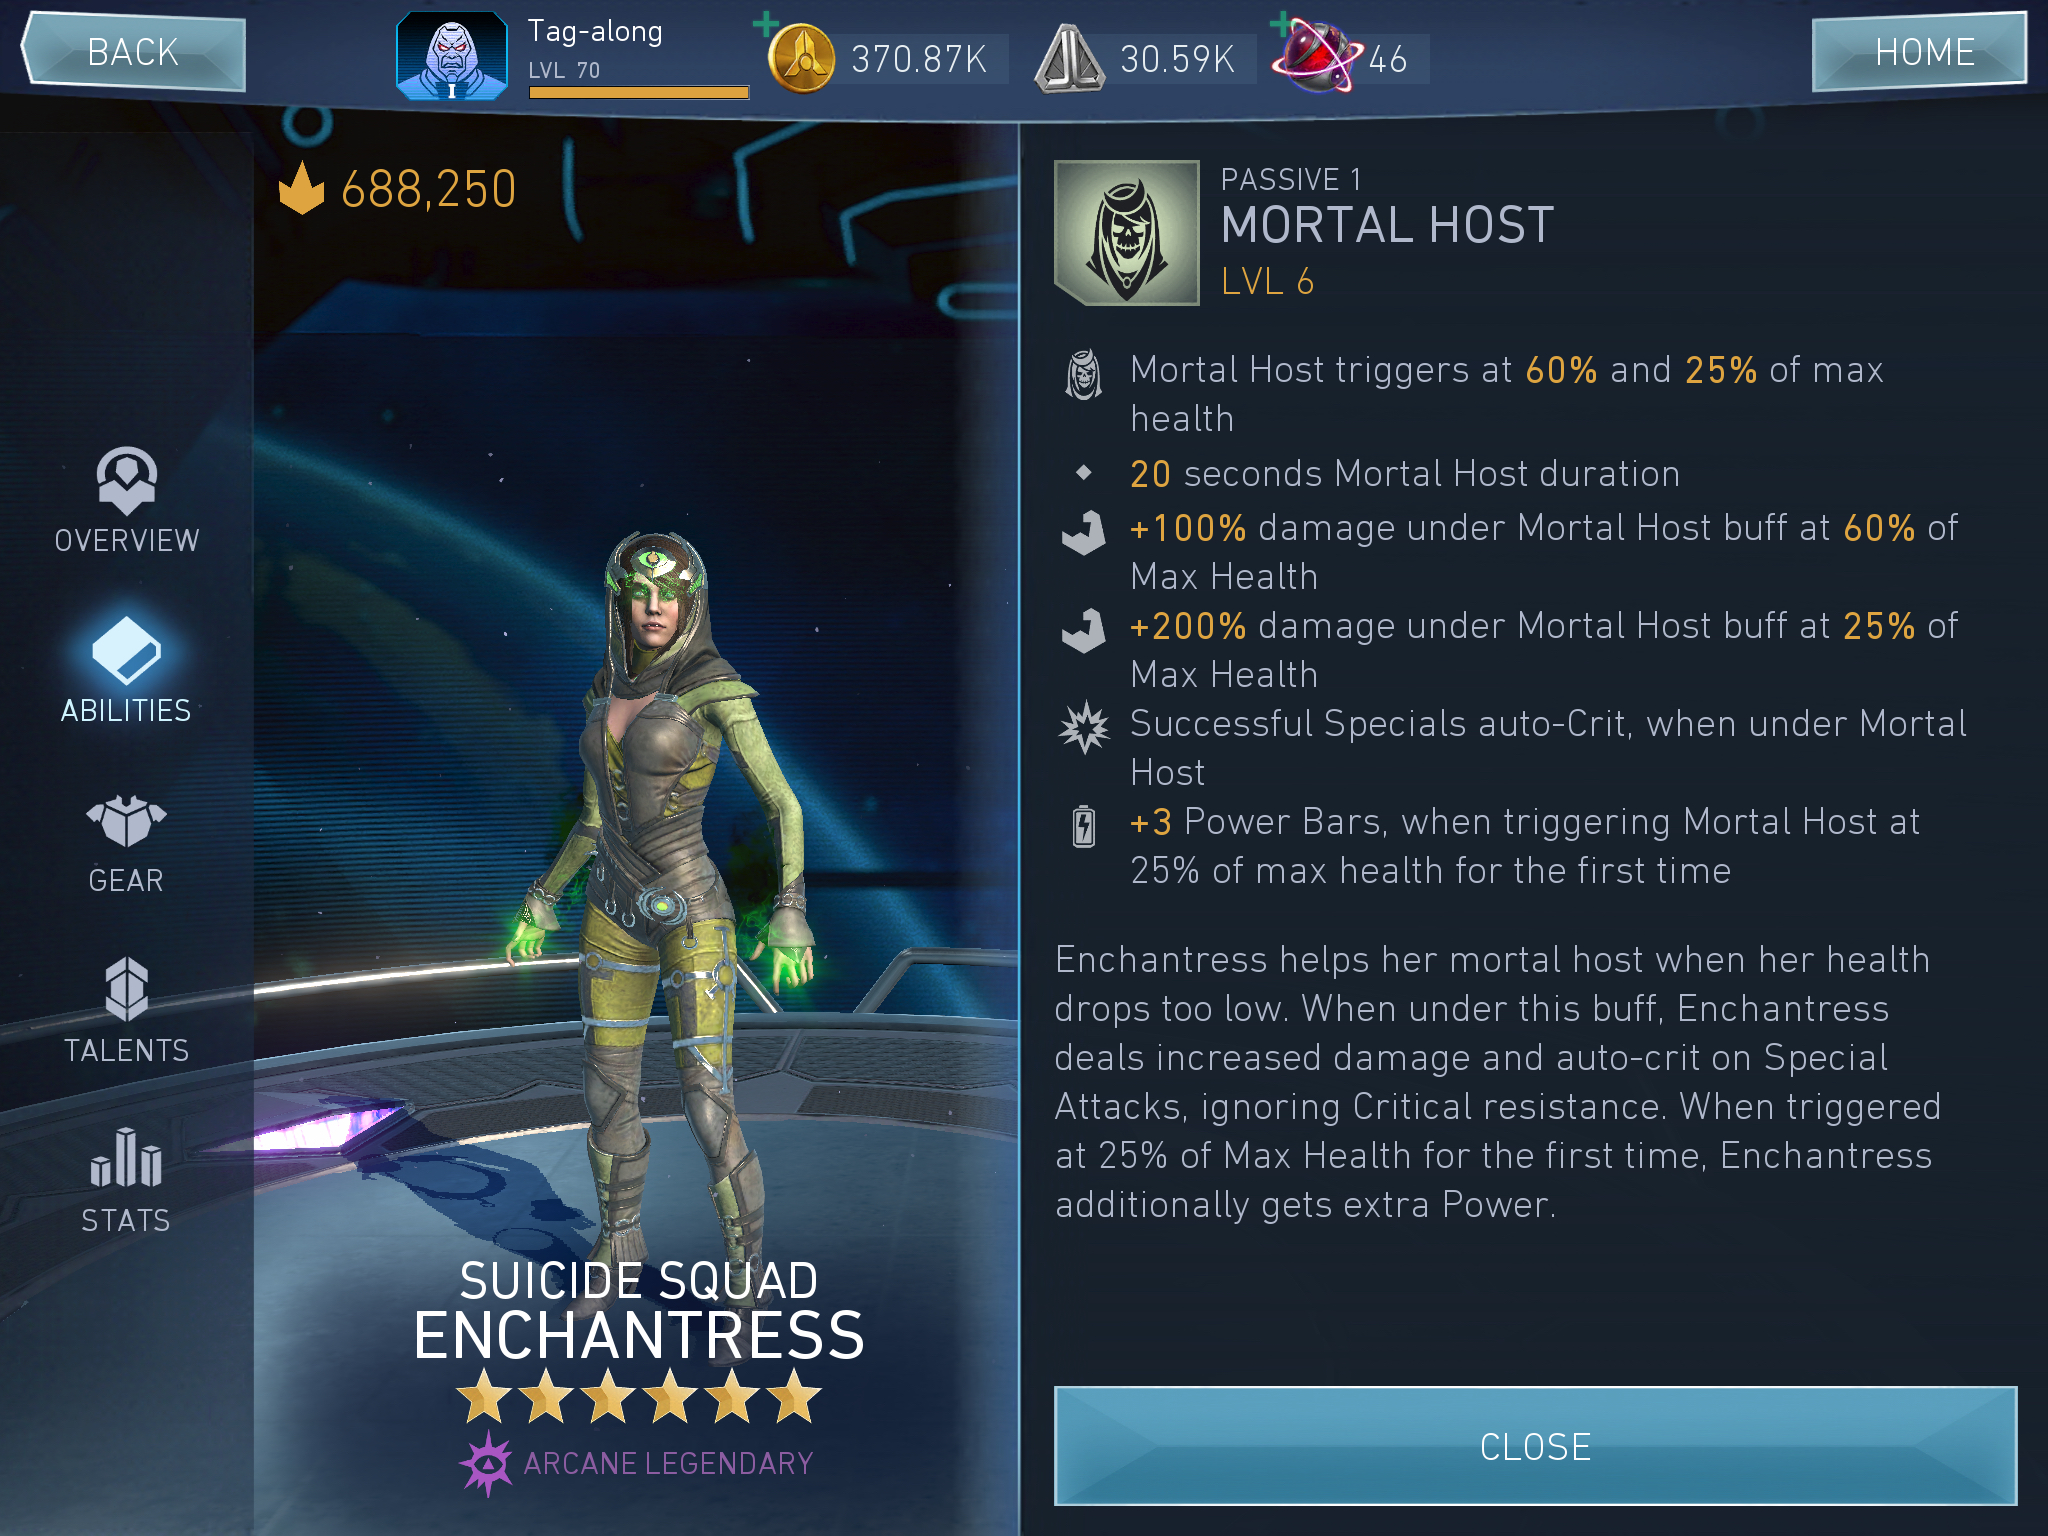 BACK
Tag-along
LVL 70
I
370.87K
30.59K
46
HOME
688,250
OVERVIEW
ABILITIES
GEAR
TALENTS
STATS
SUICIDE SQUAD
ENCHANTRESS
ARCANE LEGENDARY
PASSIVE 1
MORTAL HOST
LVL 6
Mortal Host triggers at 60% and 25% of max
health
20 seconds Mortal Host duration
+100% damage under Mortal Host buff at 60% of
Max Health
+200% damage under Mortal Host buff at 25% of
Max Health
Successful Specials auto-Crit, when under Mortal
Host
+3 Power Bars, when triggering Mortal Host at
25% of max health for the first time
Enchantress helps her mortal host when her health
drops too low. When under this buff, Enchantress
deals increased damage and auto-crit on Special
Attacks, ignoring Critical resistance. When triggered
at 25% of Max Health for the first time, Enchantress
additionally gets extra Power.
CLOSE